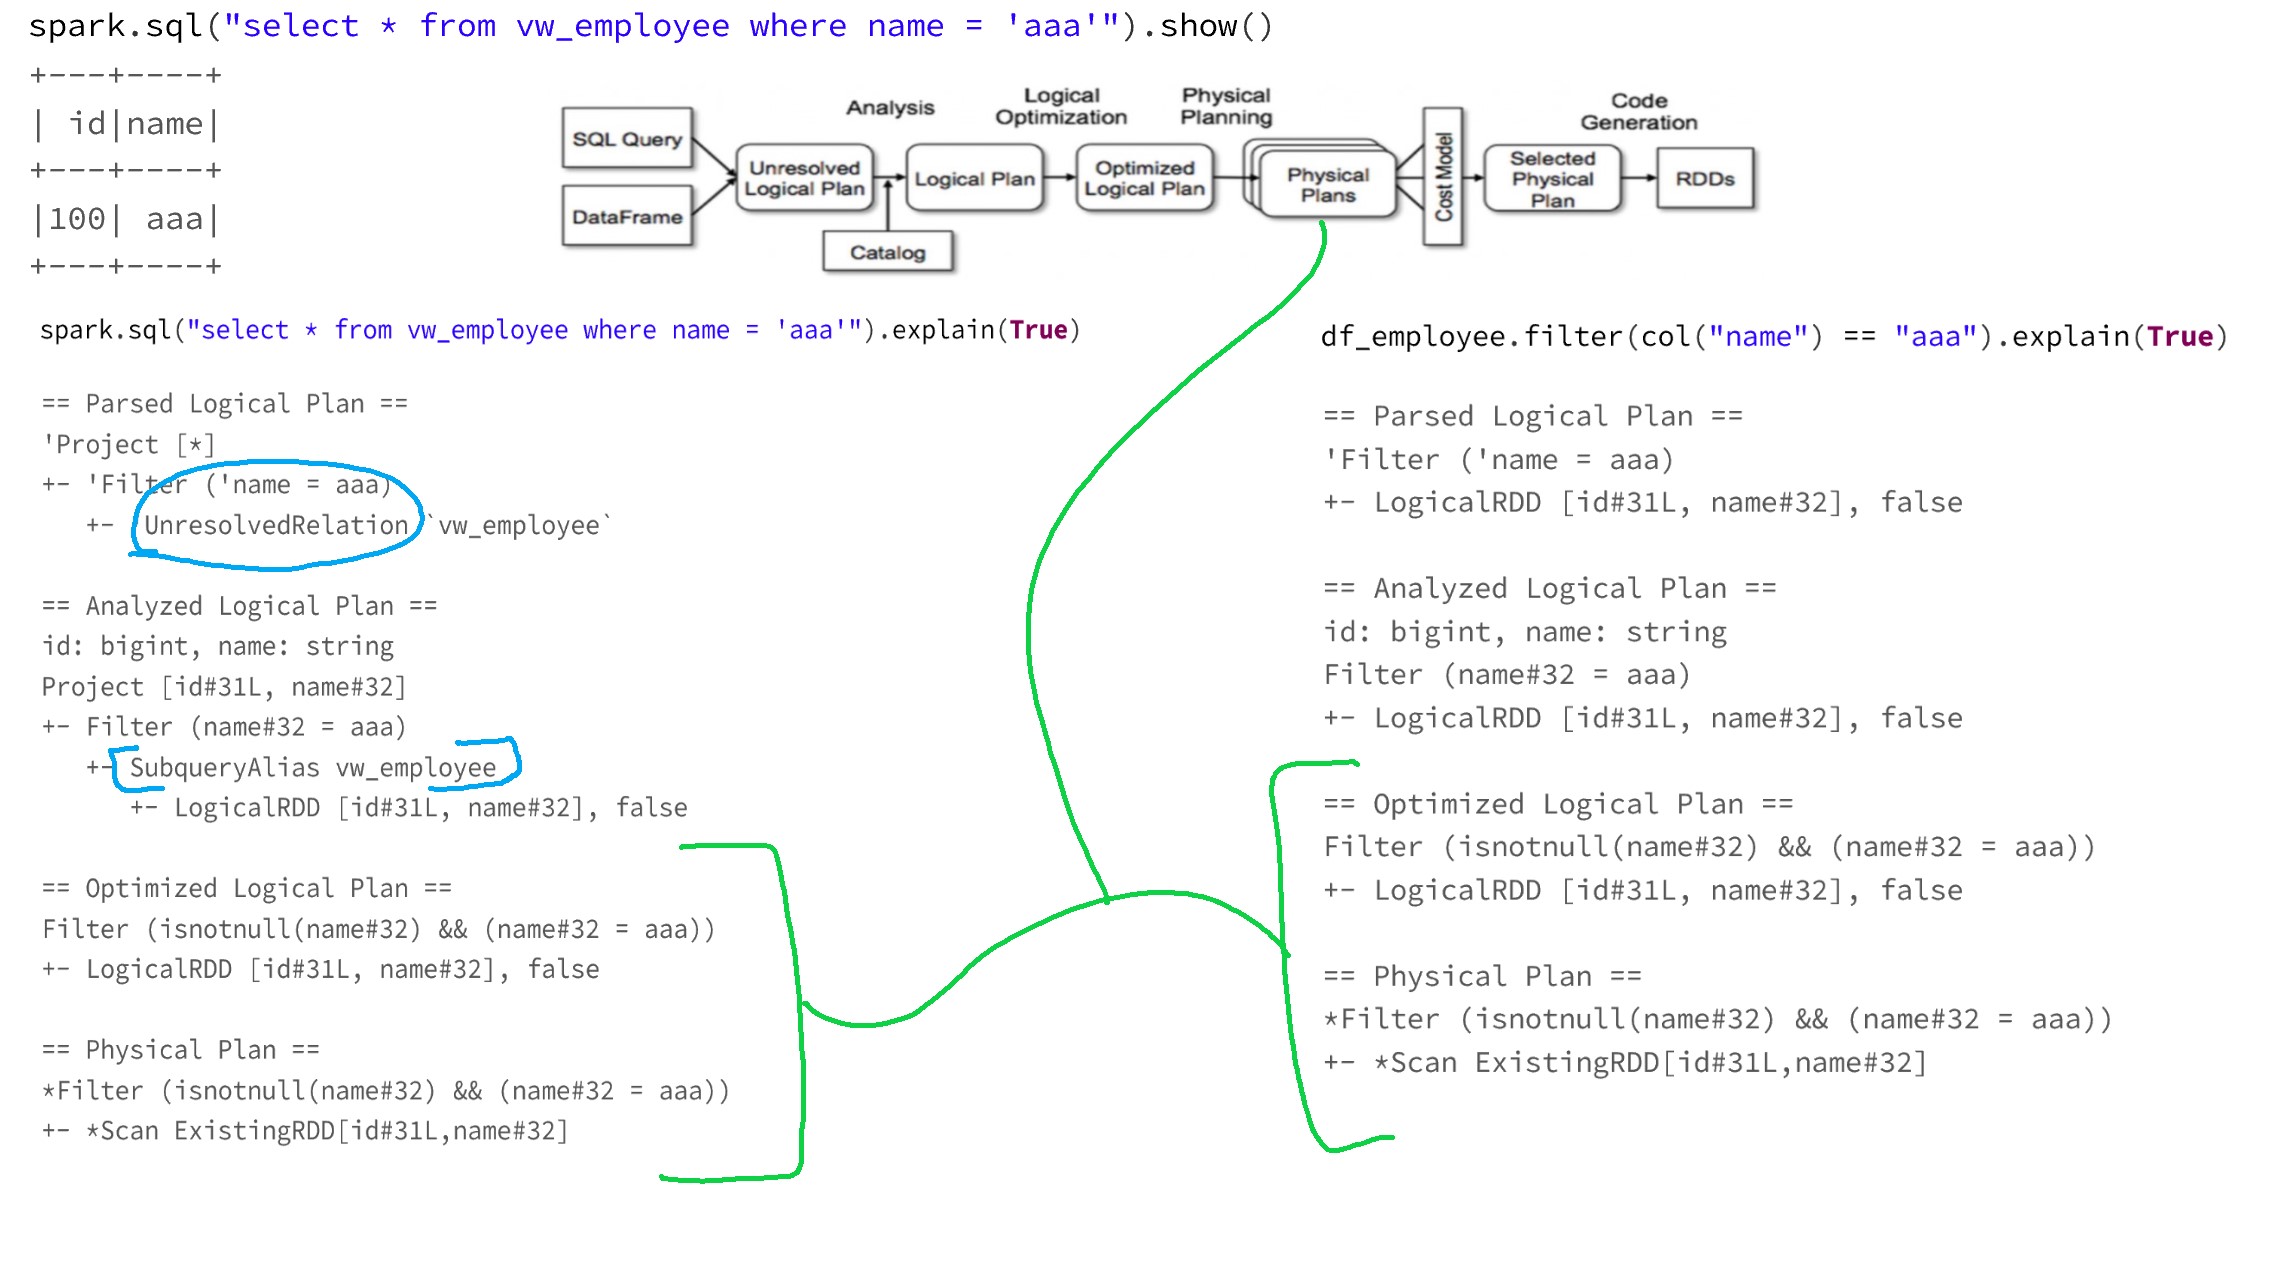 spark.sql("select * from vw_employee where name = 'aaa'").show()
+---+----+
| id|name|
+---+----+
|100| aaa|
+---+----+
SQL Query
DataFrame
Unresolved
Logical Plan
Analysis
Catalog
Logical Plan
Logical
Optimization
Optimized
Logical Plan
Physical
Planning
Physical
Plans
Cost Model
Selected
Physical
Plan
Code
Generation
RDDs
spark.sql("select * from vw_employee where name = 'aaa'").explain(True)
== Parsed Logical Plan ==
'Project [*]
+- 'Filter ('name = aaa)
   +- UnresolvedRelation `vw_employee`
== Analyzed Logical Plan ==
id: bigint, name: string
Project [id#31L, name#32]
+- Filter (name#32 = aaa)
   +- SubqueryAlias vw_employee
      +- LogicalRDD [id#31L, name#32], false
== Optimized Logical Plan ==
Filter (isnotnull(name#32) && (name#32 = aaa))
+- LogicalRDD [id#31L, name#32], false
== Physical Plan ==
*Filter (isnotnull(name#32) && (name#32 = aaa))
+- *Scan ExistingRDD[id#31L,name#32]
df_employee.filter(col("name") == "aaa").explain(True)
== Parsed Logical Plan ==
'Filter ('name = aaa)
+- LogicalRDD [id#31L, name#32], false
== Analyzed Logical Plan ==
id: bigint, name: string
Filter (name#32 = aaa)
+- LogicalRDD [id#31L, name#32], false
== Optimized Logical Plan ==
Filter (isnotnull(name#32) && (name#32 = aaa))
+- LogicalRDD [id#31L, name#32], false
== Physical Plan ==
*Filter (isnotnull(name#32) && (name#32 = aaa))
+- *Scan ExistingRDD[id#31L,name#32]